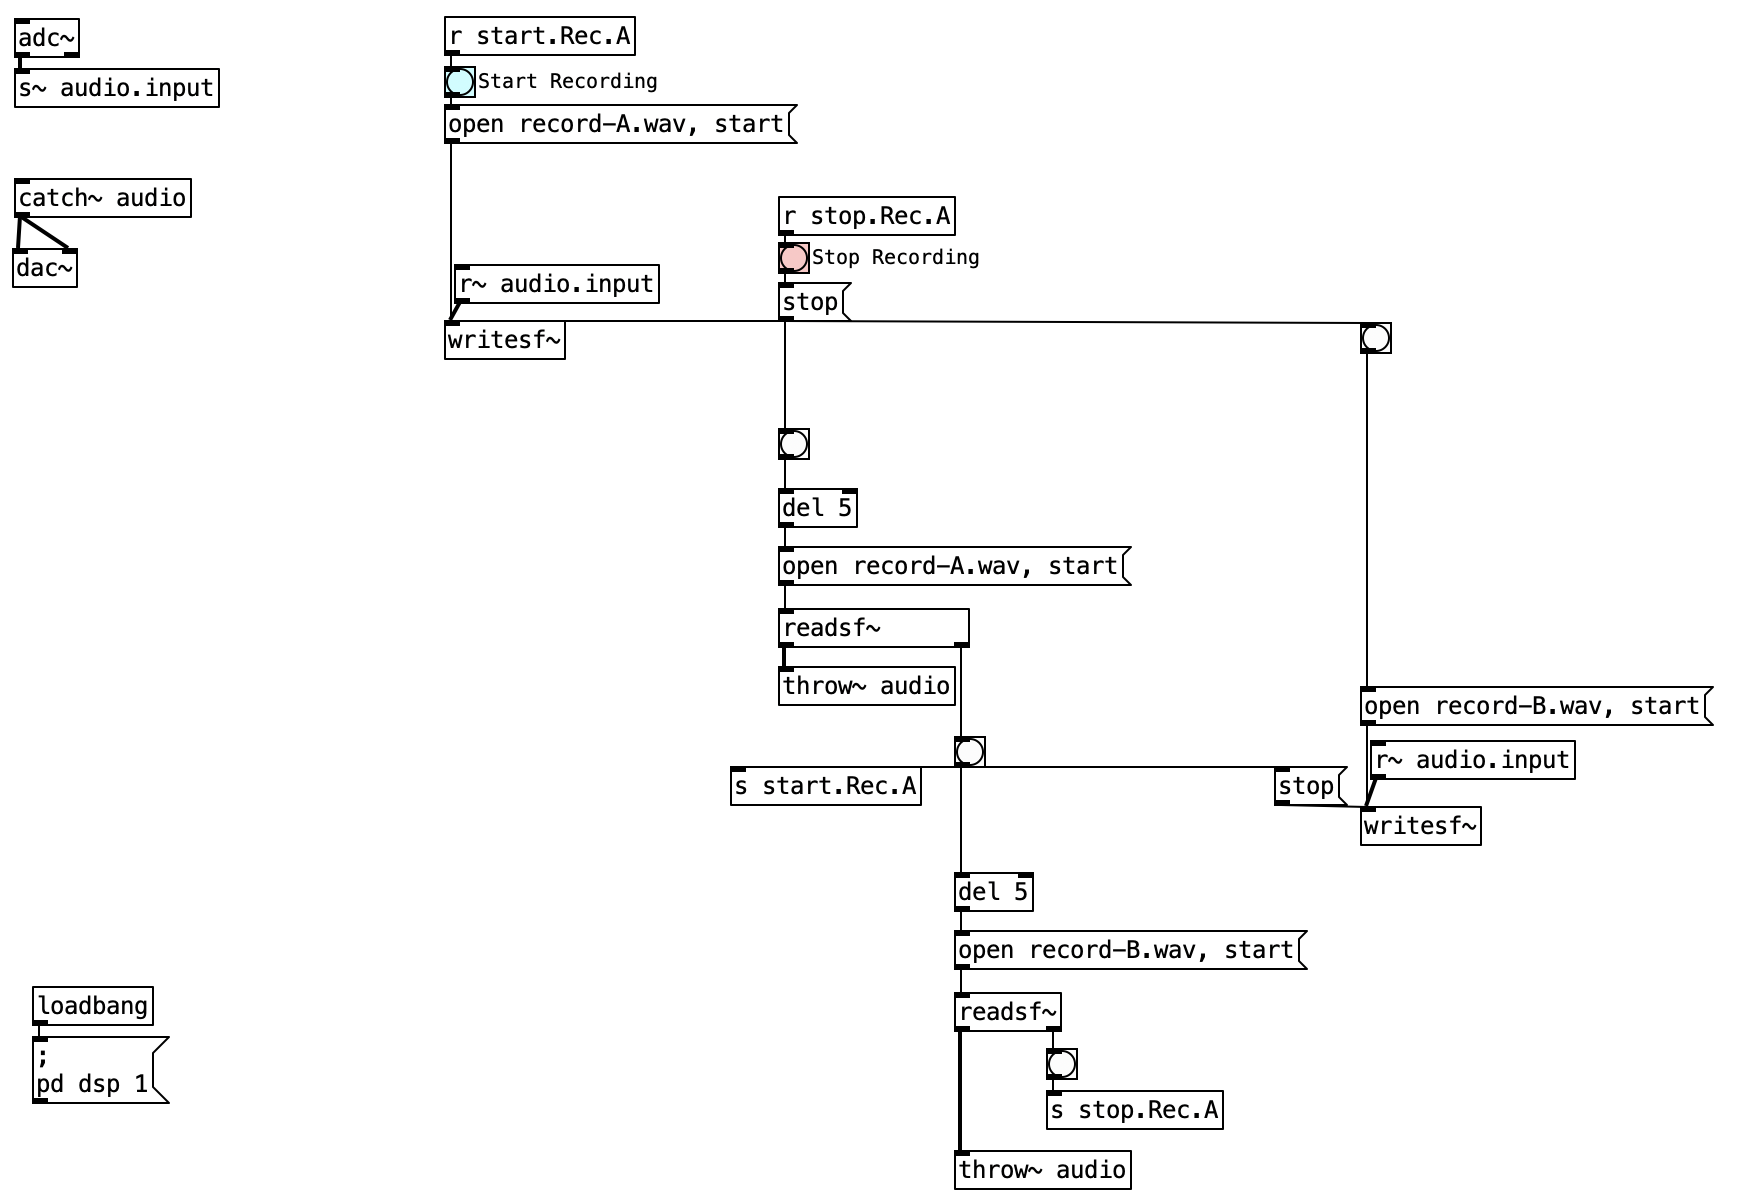 adc~
s~ audio.input
catch~ audio
dac~
r start.Rec.A
Start Recording
open record-A.wav, start
r stop.Rec.A
Stop Recording
stop
r~ audio.input
writesf~
del 5
open record-A.wav, start
readsf~
throw~ audio
s start.Rec.A
stop
open record-B.wav, start
r~ audio.input
writesf~
del 5
open record-B.wav, start
readsf~
s stop.Rec.A
throw~ audio
loadbang
;
pd dsp 1